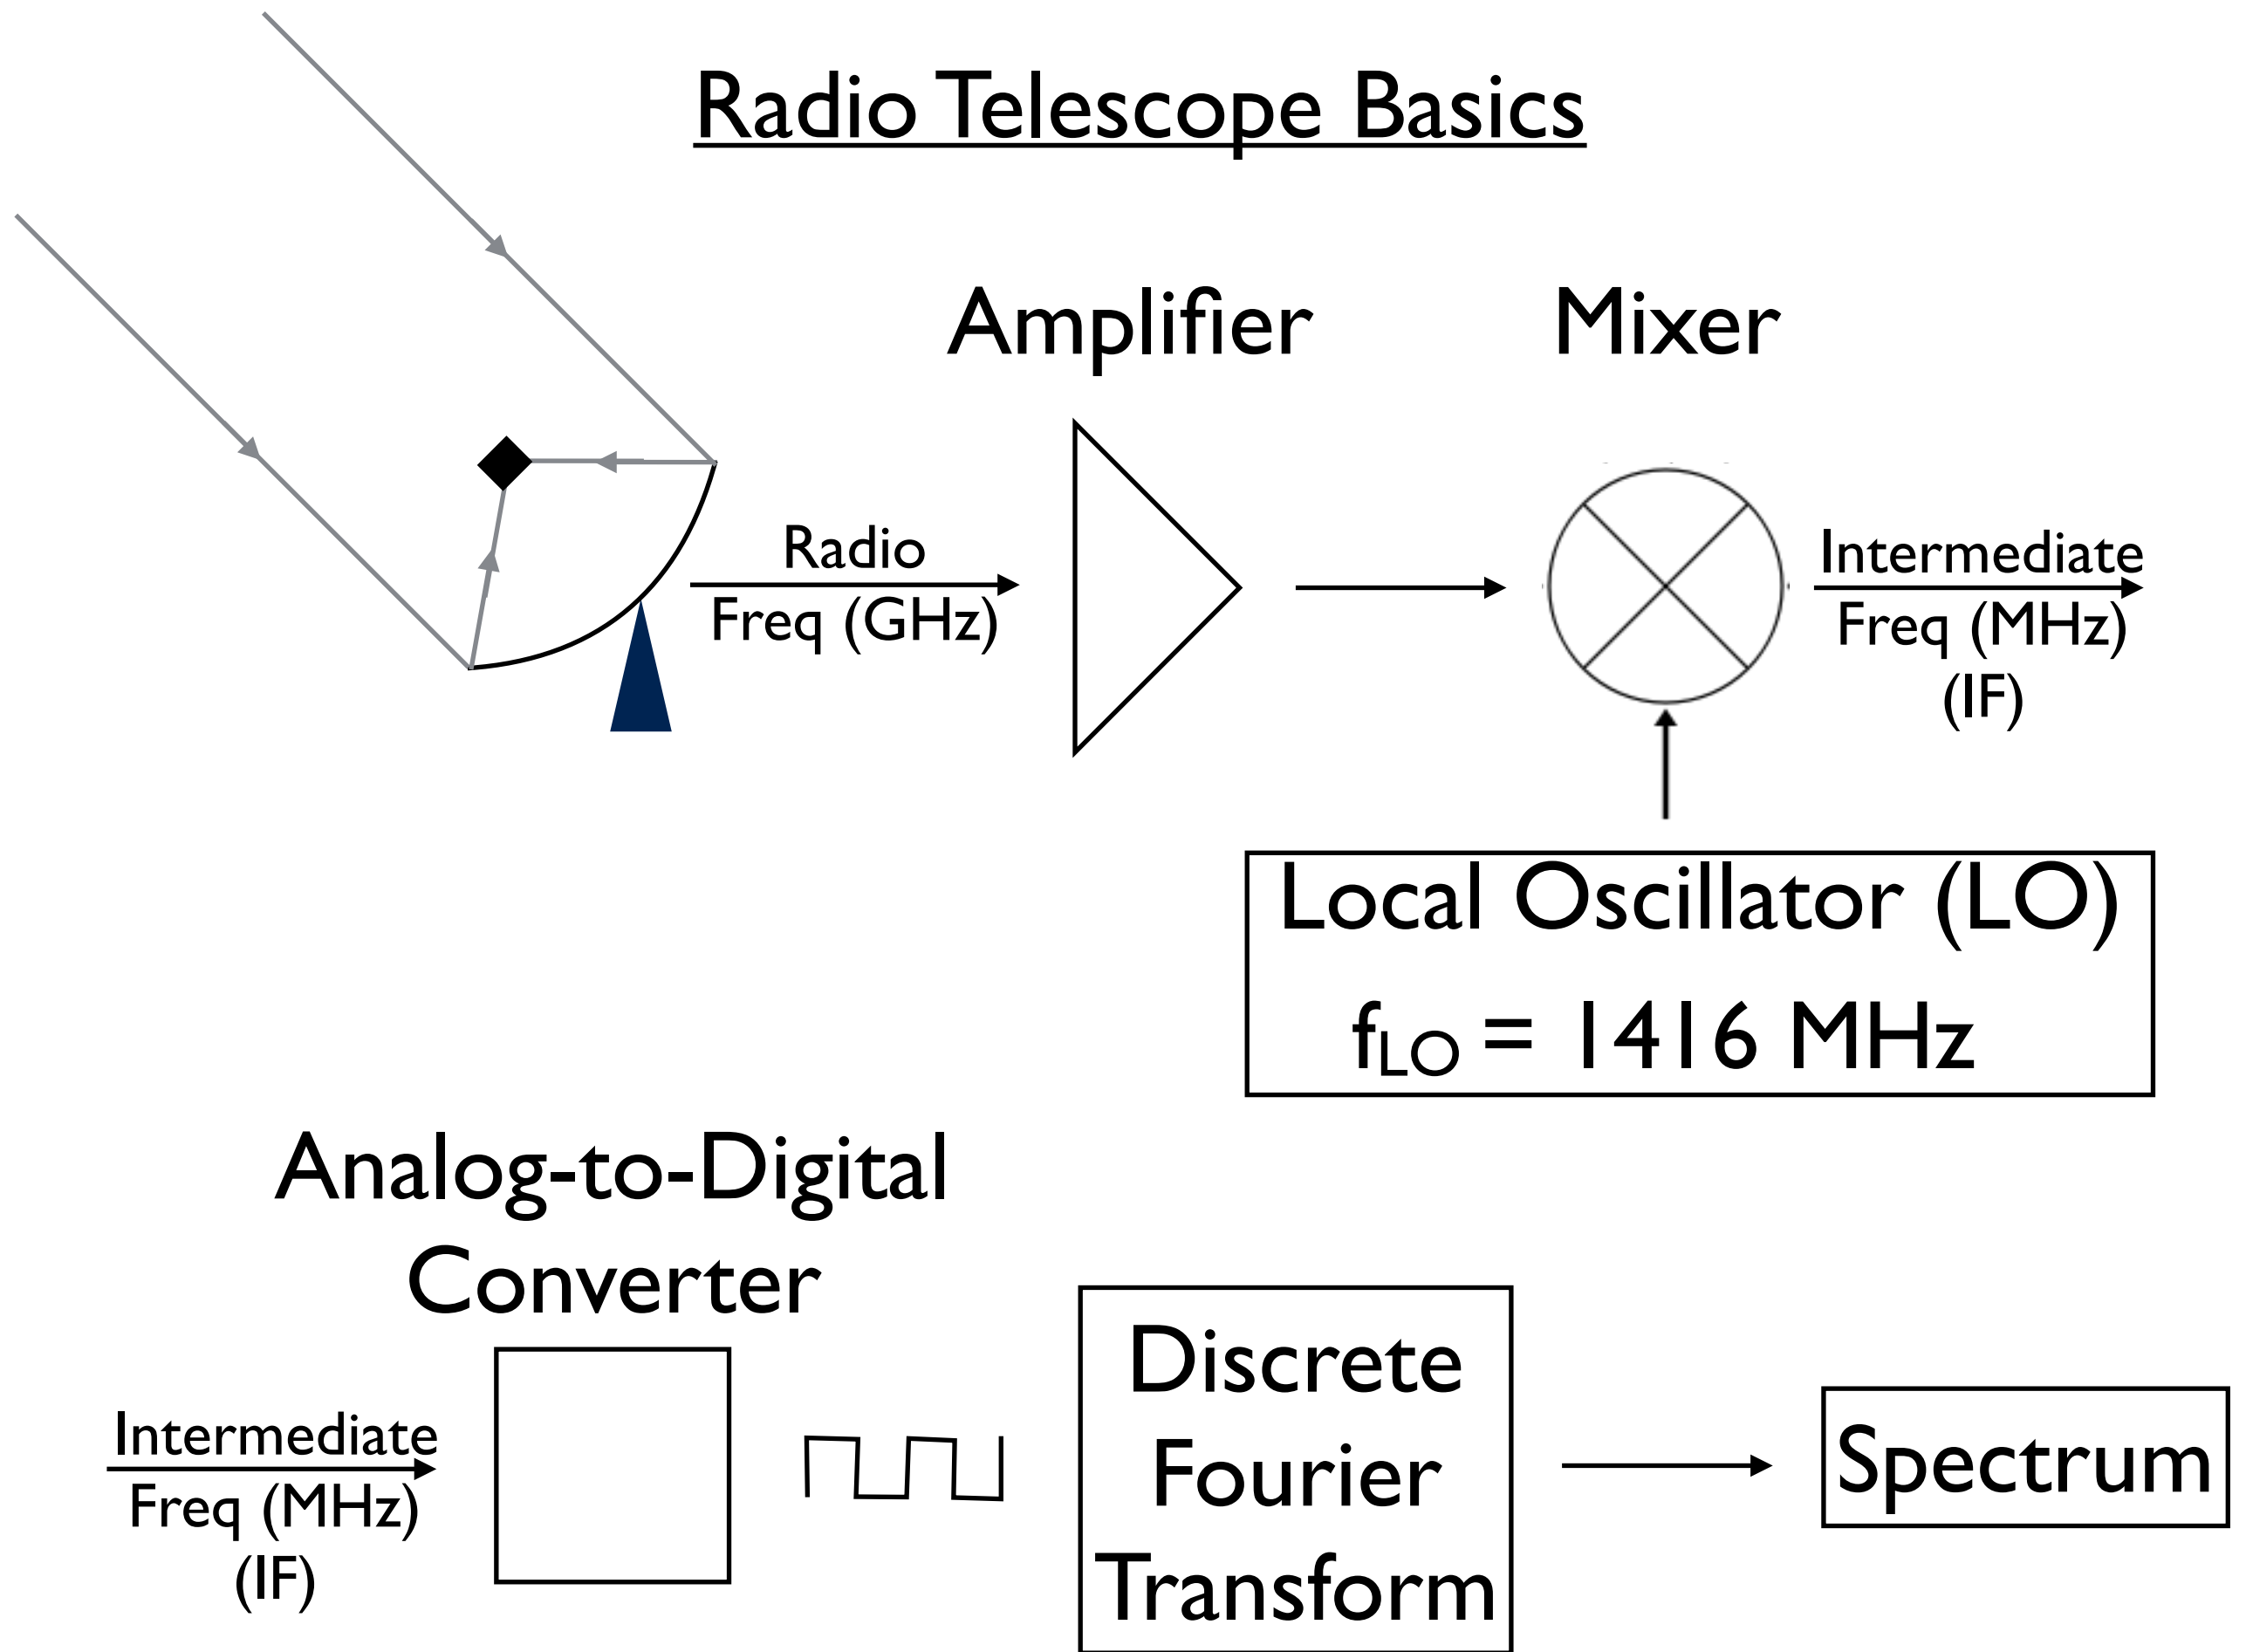 Radio Telescope Basics
Amplifier
Mixer
Radio
Freq (GHz)
Intermediate
Freq (MHz)
(IF)
Local Oscillator (LO)
fLO = 1416 MHz
Analog-to-Digital
Converter
Intermediate
Freq (MHz)
(IF)
Discrete
Fourier
Transform
Spectrum